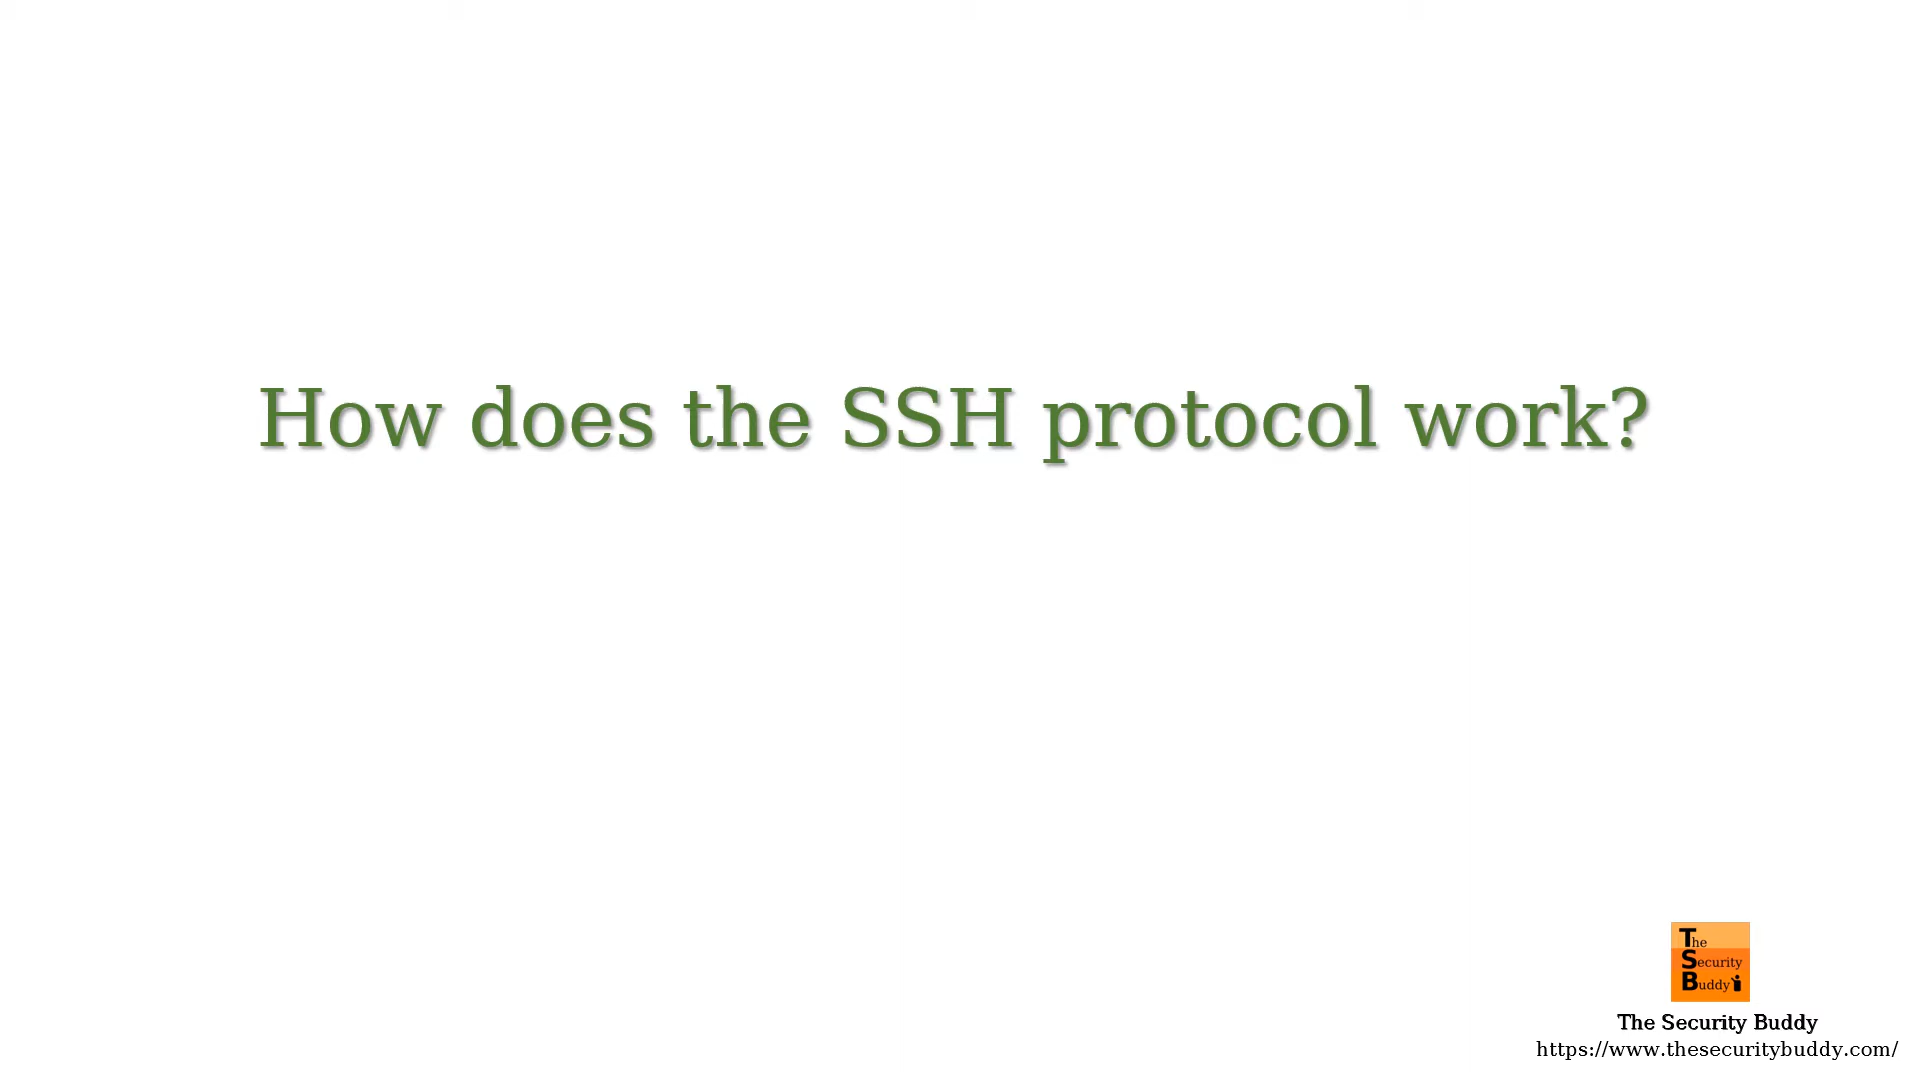 How does the SSH protocol work?
The
Security
Buddy
The Security Buddy
https://www.thesecuritybuddy.com/